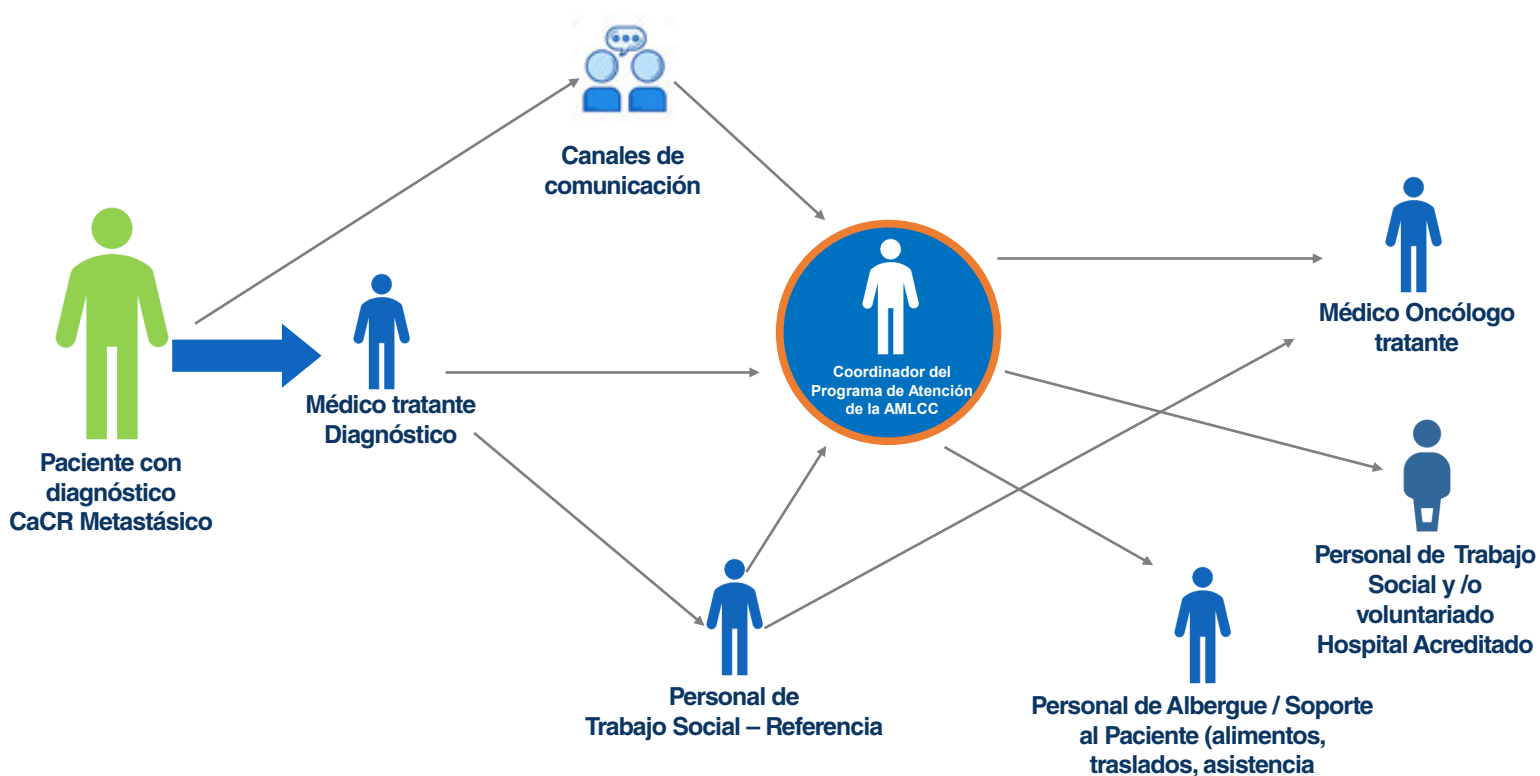 Canales de
comunicación
Coordinador del
Programa de Atención
de la AMLCC
Médico Oncólogo
tratante
Médico tratante
Diagnóstico
Paciente con
diagnóstico
CaCR Metastásico
Personal de Trabajo
Social y /o
voluntariado
Hospital Acreditado
Personal de
Trabajo Social – Referencia
Personal de Albergue / Soporte
al Paciente (alimentos,
traslados, asistencia